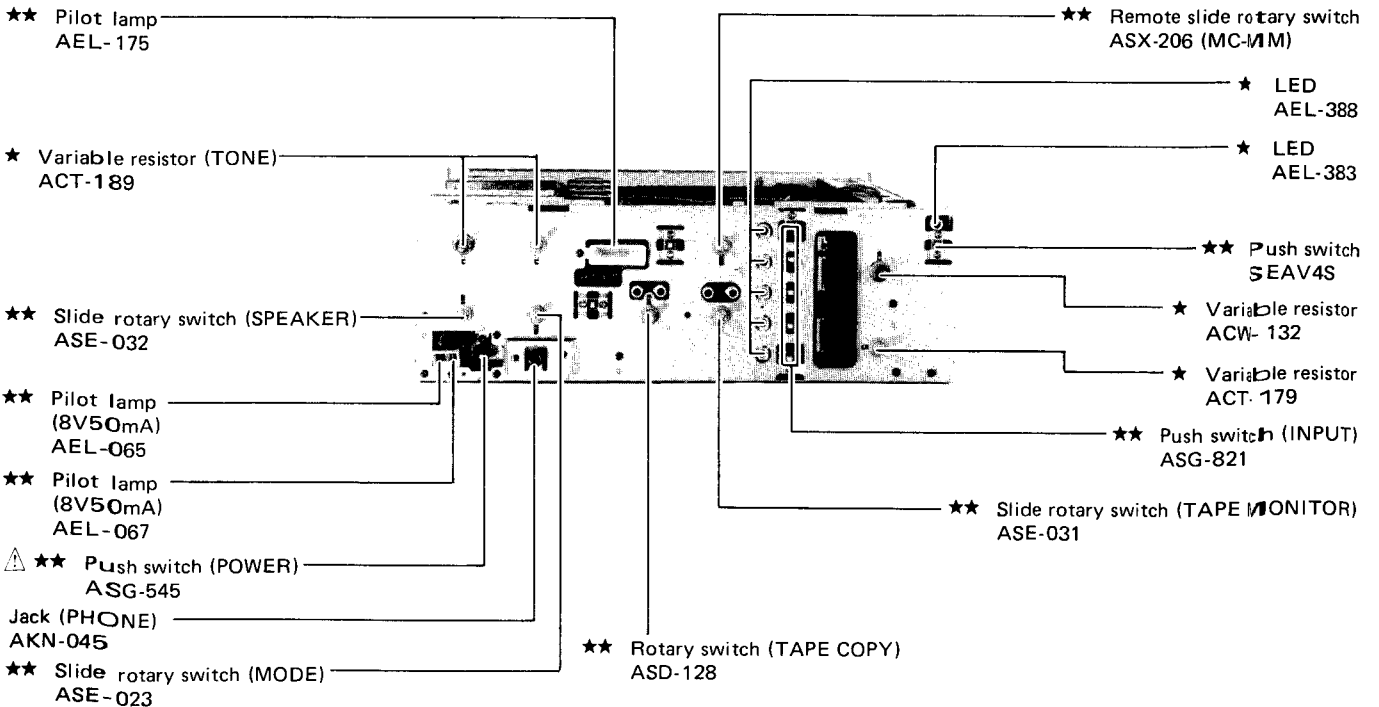 ★★ Pilot lamp
AEL-175
★ Variable resistor (TONE)
ACT-189
★★ Slide rotary switch (SPEAKER)
ASE-032
★★ Pilot lamp
(8V50mA)
AEL-065
★★ Pilot lamp
(8V50mA)
AEL-067
⚠ ★★ Push switch (POWER)
ASG-545
Jack (PHONE)
AKN-045
★★ Slide rotary switch (MODE)
ASE-023
★★ Rotary switch (TAPE COPY)
ASD-128
★★ Remote slide rotary switch
ASX-206 (MC-MM)
★ LED
AEL-388
★ LED
AEL-383
★★ Push switch
SEAV4S
★ Variable resistor
ACW-132
★ Variable resistor
ACT-179
★★ Push switch (INPUT)
ASG-821
★★ Slide rotary switch (TAPE MONITOR)
ASE-031